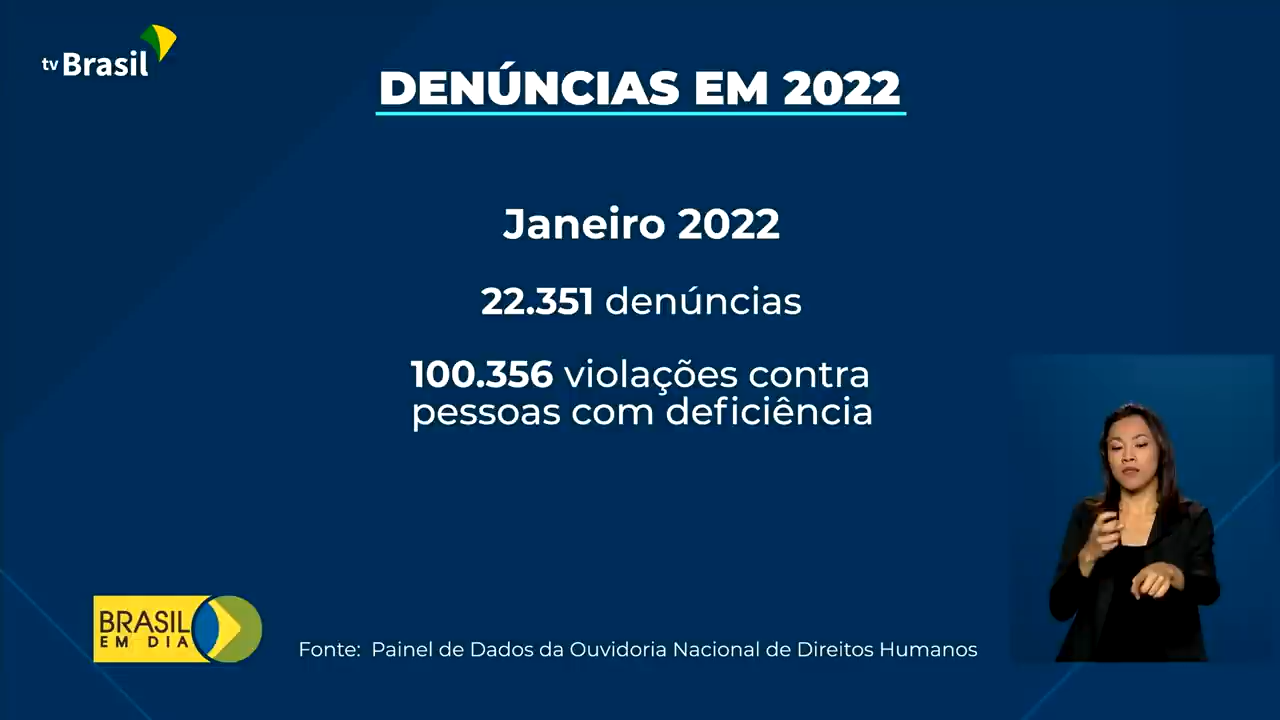 tv Brasil
DENÚNCIAS EM 2022
Janeiro 2022
22.351 denúncias
100.356 violações contra
pessoas com deficiência
BRASIL
EM DIA
Fonte: Painel de Dados da Ouvidoria Nacional de Direitos Humanos